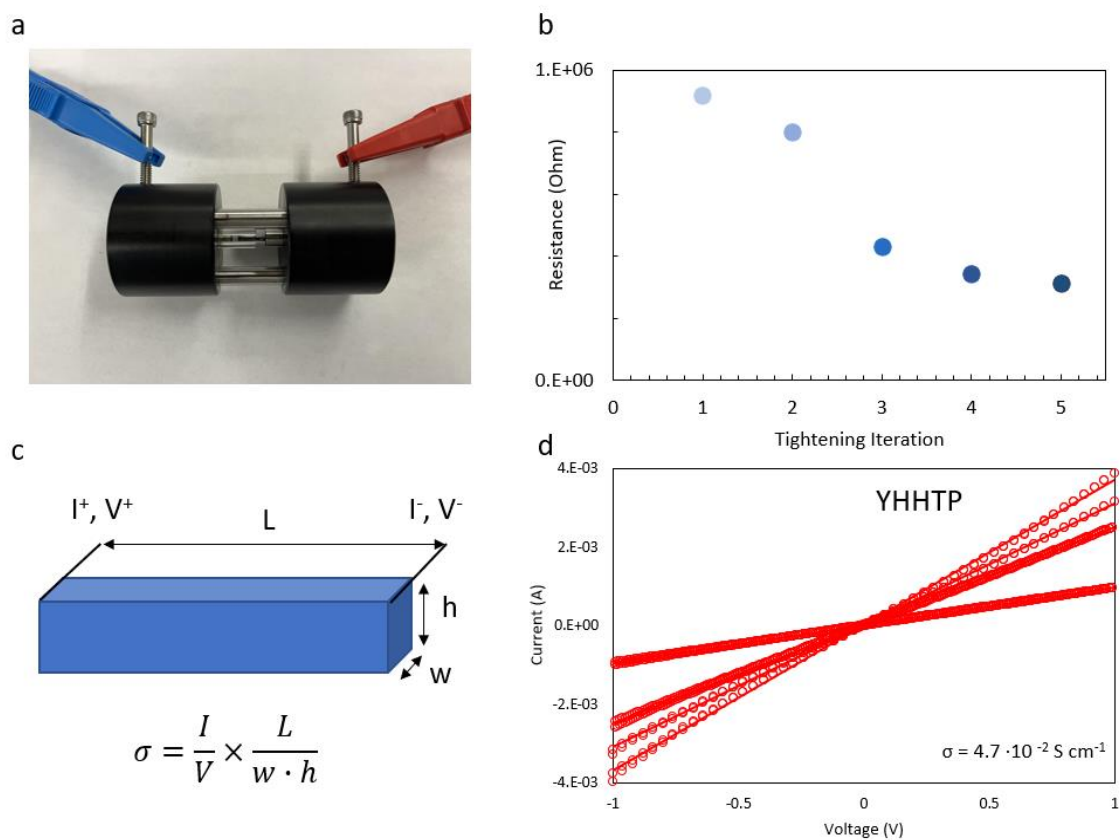 a
b
1.E+06
Resistance (Ohm)
0.E+00
0 1 2 3 4 5
Tightening Iteration
c
I⁺, V⁺
I⁻, V⁻
L
h
w
σ = I/V × L/(w · h)
d
4.E-03
YHHTP
2.E-03
Current (A)
0.E+00
-2.E-03
σ = 4.7 ·10 ⁻² S cm⁻¹
-4.E-03
-1 -0.5 0 0.5 1
Voltage (V)